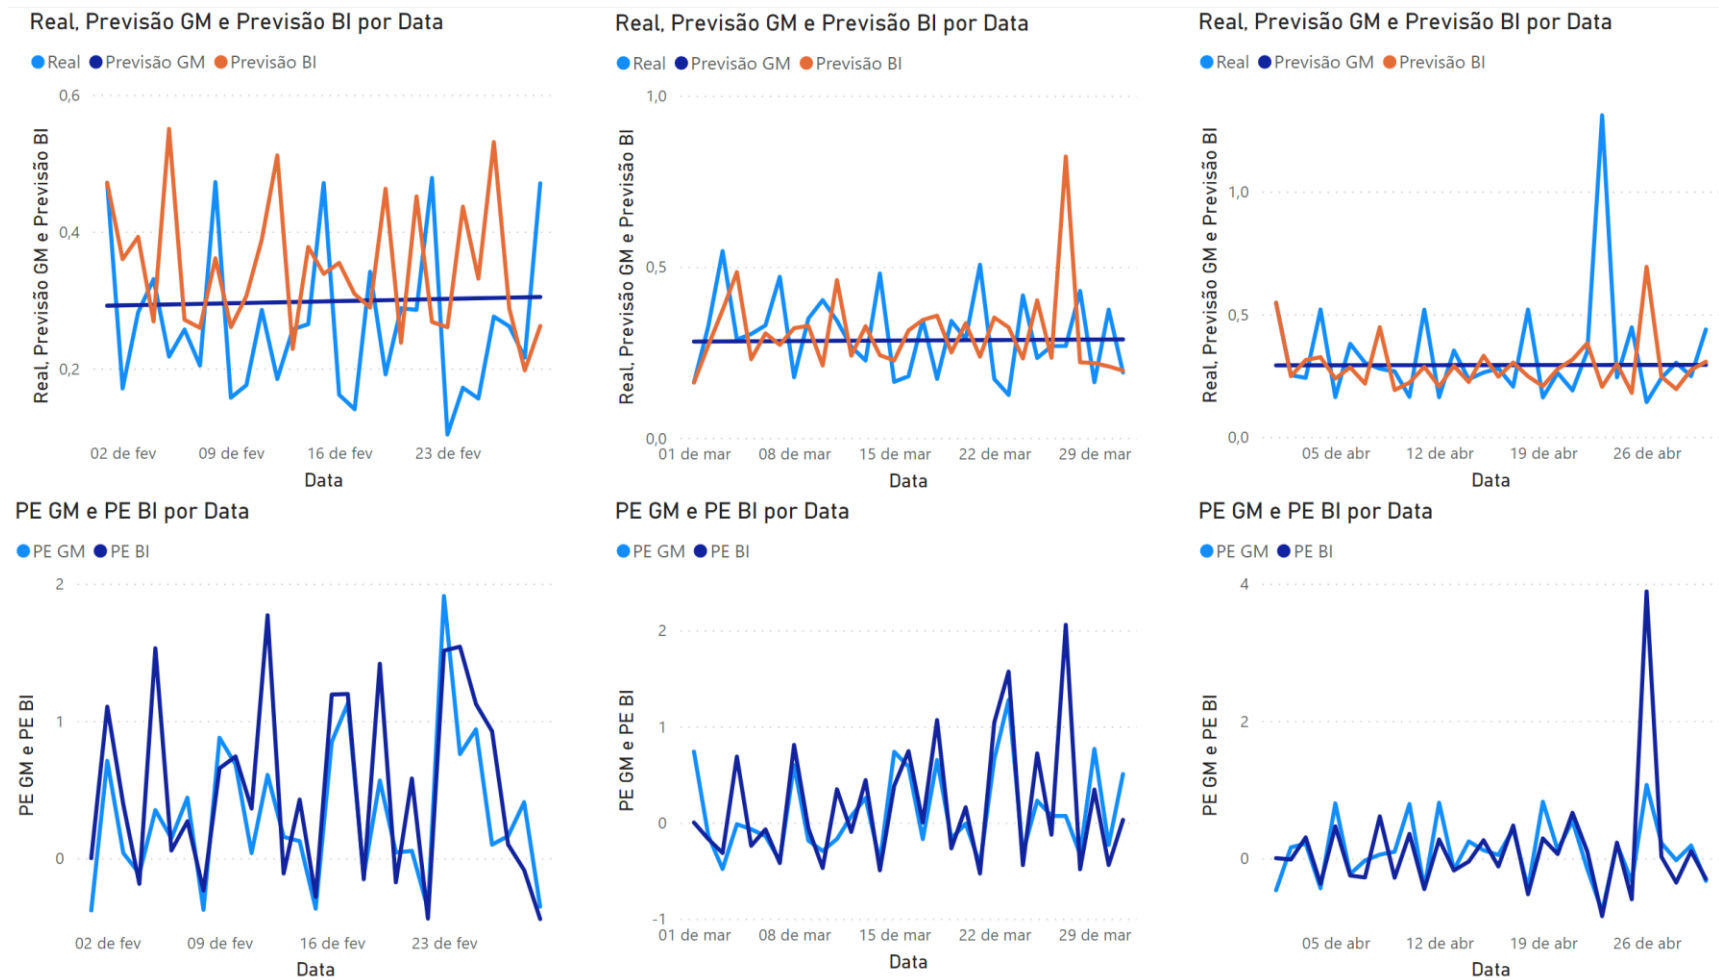 Real, Previsão GM e Previsão BI por Data
Real Previsão GM Previsão BI
Real, Previsão GM e Previsão BI
0,6
0,4
0,2
02 de fev 09 de fev 16 de fev 23 de fev
Data
Real, Previsão GM e Previsão BI por Data
Real Previsão GM Previsão BI
Real, Previsão GM e Previsão BI
1,0
0,5
0,0
01 de mar 08 de mar 15 de mar 22 de mar 29 de mar
Data
Real, Previsão GM e Previsão BI por Data
Real Previsão GM Previsão BI
Real, Previsão GM e Previsão BI
1,0
0,5
0,0
05 de abr 12 de abr 19 de abr 26 de abr
Data
PE GM e PE BI por Data
PE GM PE BI
PE GM e PE BI
2
1
0
02 de fev 09 de fev 16 de fev 23 de fev
Data
PE GM e PE BI por Data
PE GM PE BI
PE GM e PE BI
2
1
0
-1
01 de mar 08 de mar 15 de mar 22 de mar 29 de mar
Data
PE GM e PE BI por Data
PE GM PE BI
PE GM e PE BI
4
2
0
05 de abr 12 de abr 19 de abr 26 de abr
Data